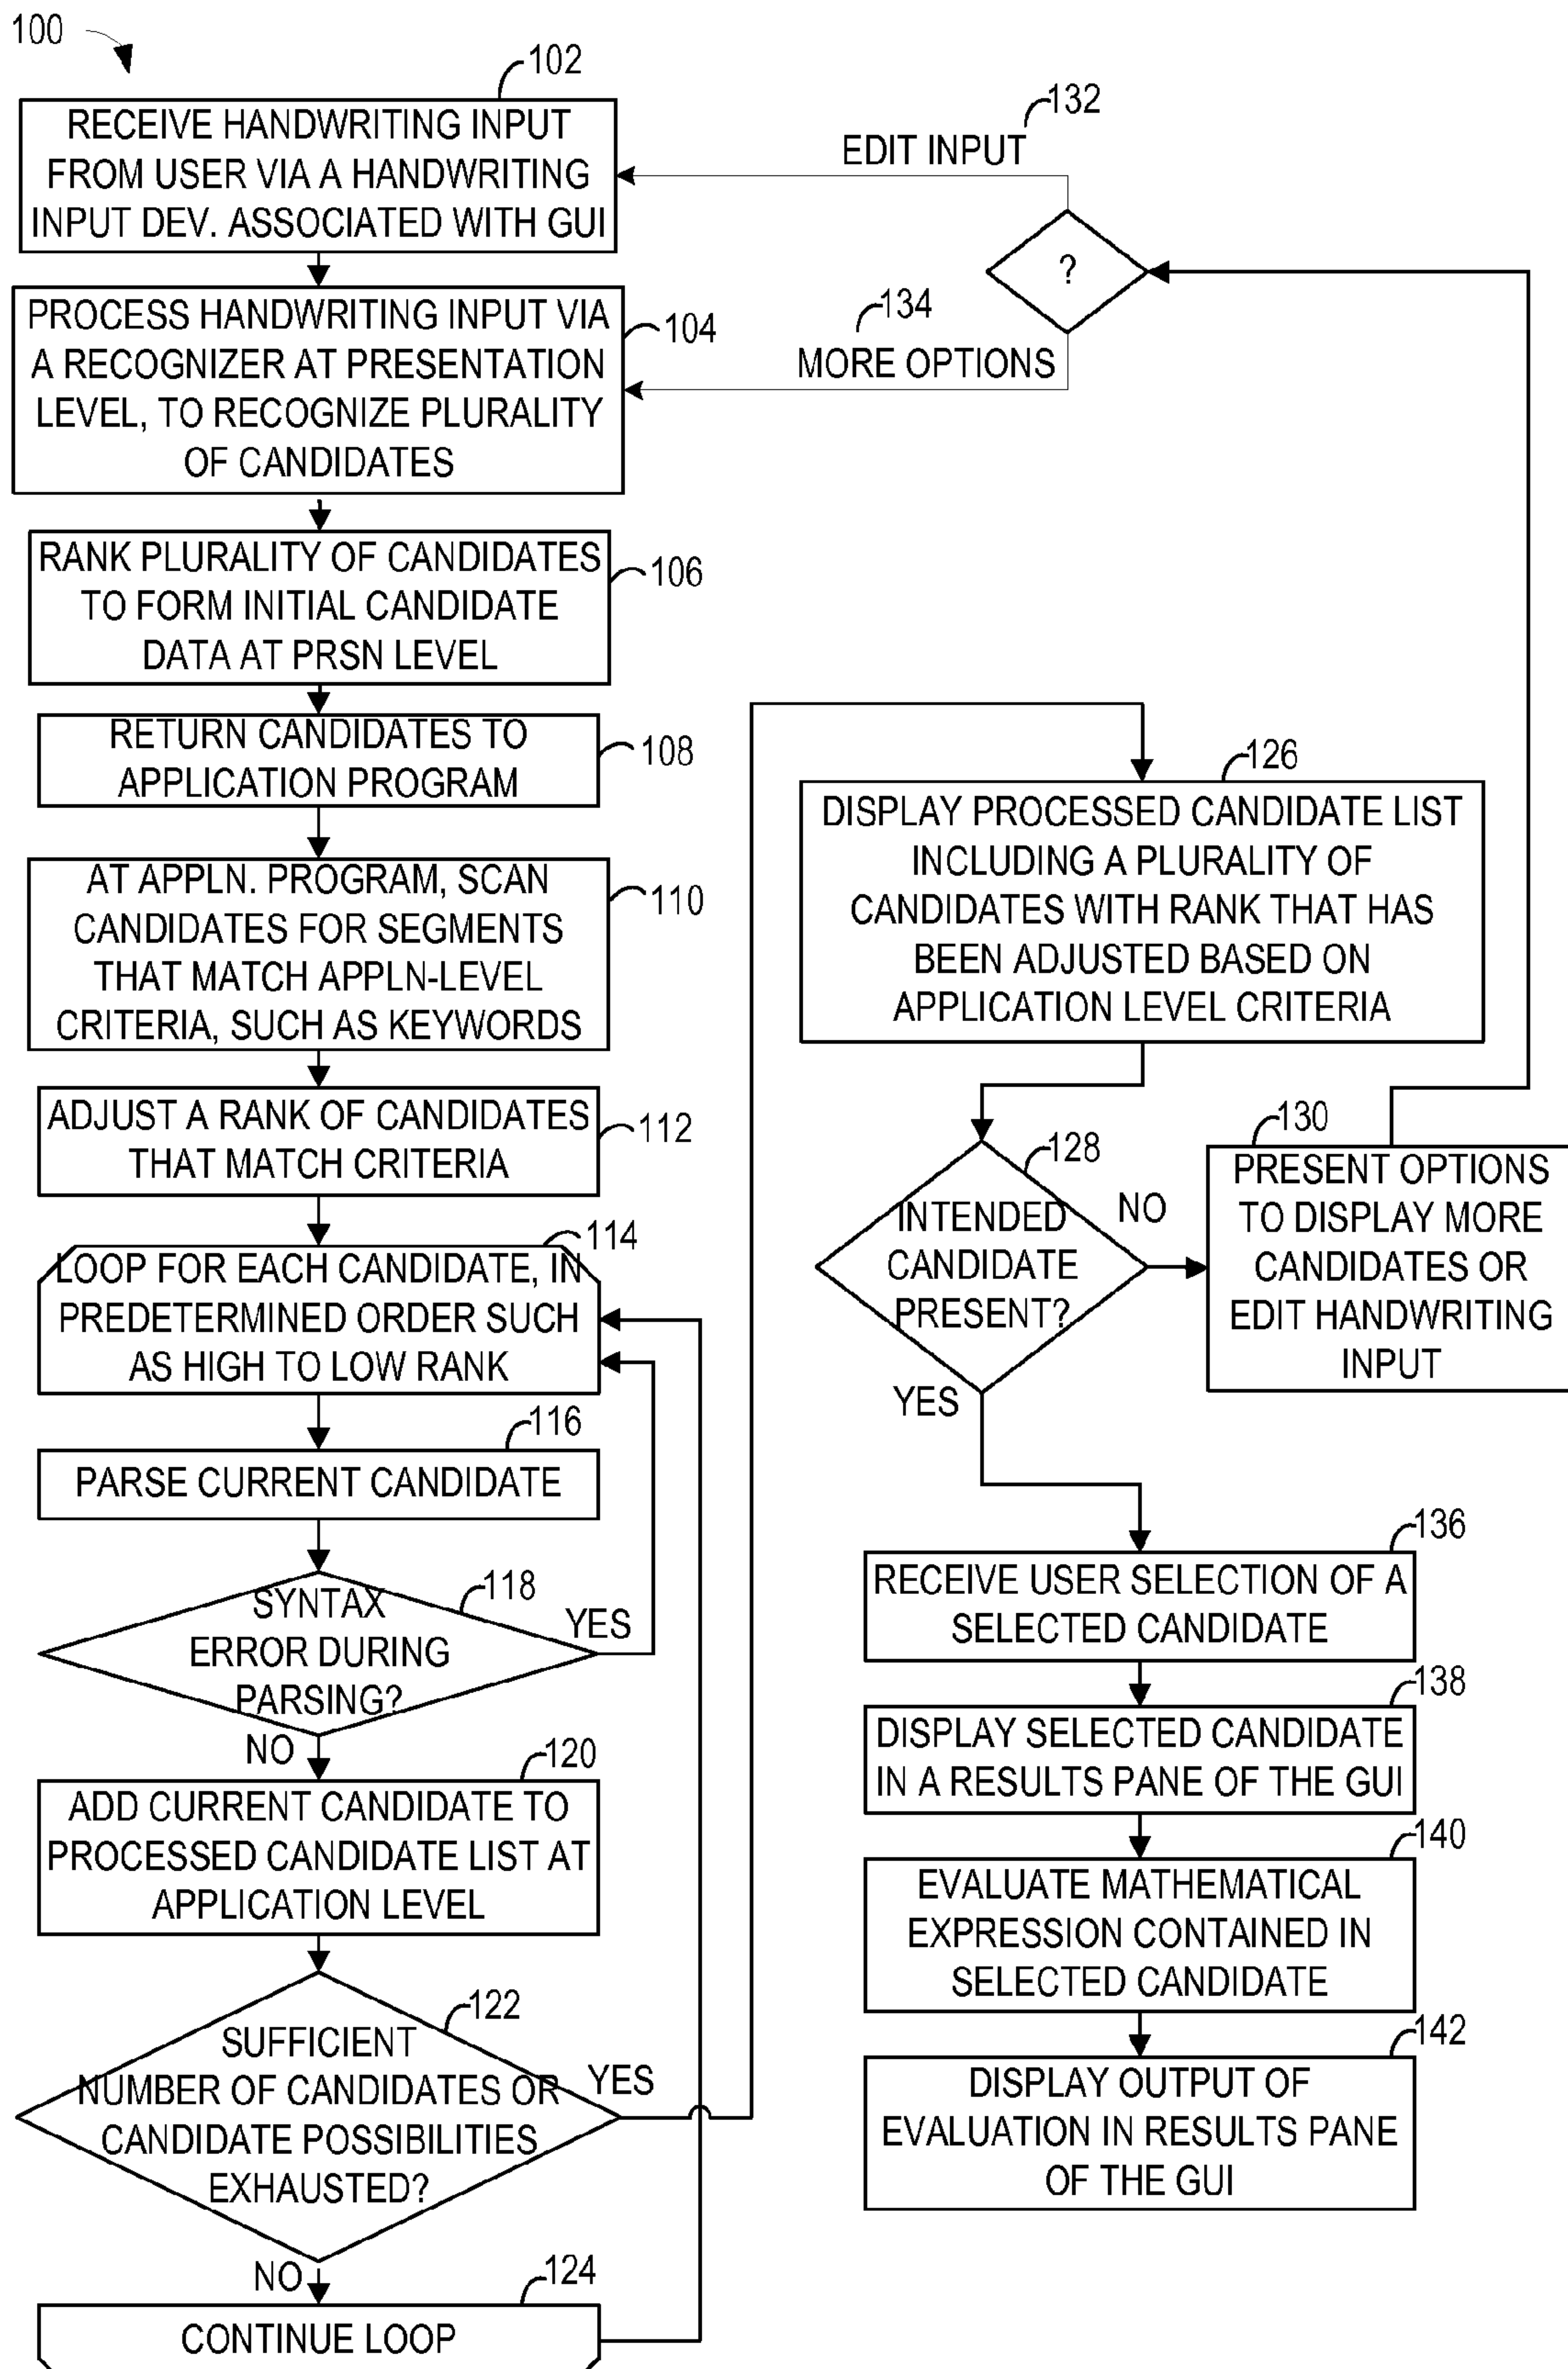 100
102
RECEIVE HANDWRITING INPUT
FROM USER VIA A HANDWRITING
INPUT DEV. ASSOCIATED WITH GUI
104
PROCESS HANDWRITING INPUT VIA
A RECOGNIZER AT PRESENTATION
LEVEL, TO RECOGNIZE PLURALITY
OF CANDIDATES
106
RANK PLURALITY OF CANDIDATES
TO FORM INITIAL CANDIDATE
DATA AT PRSN LEVEL
108
RETURN CANDIDATES TO
APPLICATION PROGRAM
110
AT APPLN. PROGRAM, SCAN
CANDIDATES FOR SEGMENTS
THAT MATCH APPLN-LEVEL
CRITERIA, SUCH AS KEYWORDS
112
ADJUST A RANK OF CANDIDATES
THAT MATCH CRITERIA
114
LOOP FOR EACH CANDIDATE, IN
PREDETERMINED ORDER SUCH
AS HIGH TO LOW RANK
116
PARSE CURRENT CANDIDATE
118
SYNTAX
ERROR DURING
PARSING?
YES
NO
120
ADD CURRENT CANDIDATE TO
PROCESSED CANDIDATE LIST AT
APPLICATION LEVEL
122
SUFFICIENT
NUMBER OF CANDIDATES OR
CANDIDATE POSSIBILITIES
EXHAUSTED?
YES
NO
124
CONTINUE LOOP
126
DISPLAY PROCESSED CANDIDATE LIST
INCLUDING A PLURALITY OF
CANDIDATES WITH RANK THAT HAS
BEEN ADJUSTED BASED ON
APPLICATION LEVEL CRITERIA
128
INTENDED
CANDIDATE
PRESENT?
NO
YES
130
PRESENT OPTIONS
TO DISPLAY MORE
CANDIDATES OR
EDIT HANDWRITING
INPUT
132
EDIT INPUT
?
134
MORE OPTIONS
136
RECEIVE USER SELECTION OF A
SELECTED CANDIDATE
138
DISPLAY SELECTED CANDIDATE
IN A RESULTS PANE OF THE GUI
140
EVALUATE MATHEMATICAL
EXPRESSION CONTAINED IN
SELECTED CANDIDATE
142
DISPLAY OUTPUT OF
EVALUATION IN RESULTS PANE
OF THE GUI